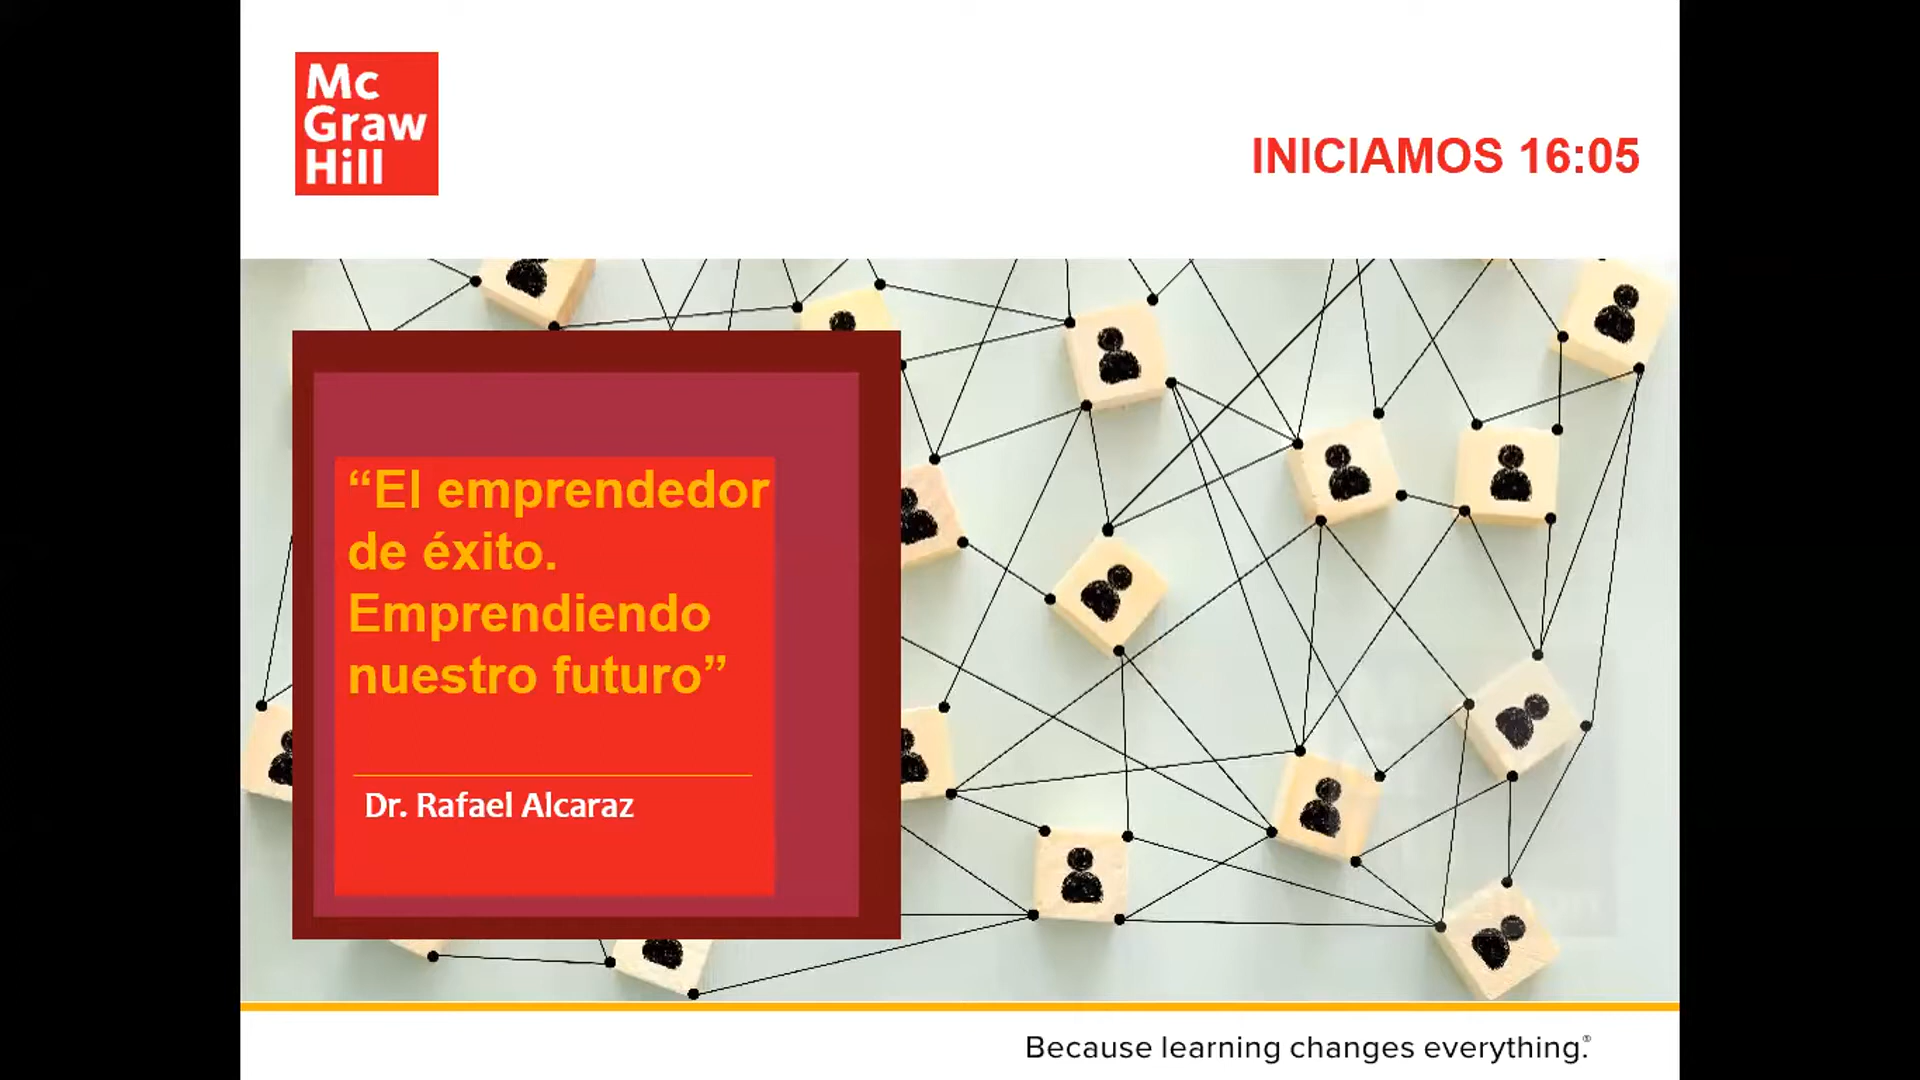 Mc
Graw
Hill
INICIAMOS 16:05
“El emprendedor
de éxito.
Emprendiendo
nuestro futuro”
Dr. Rafael Alcaraz
Because learning changes everything.®